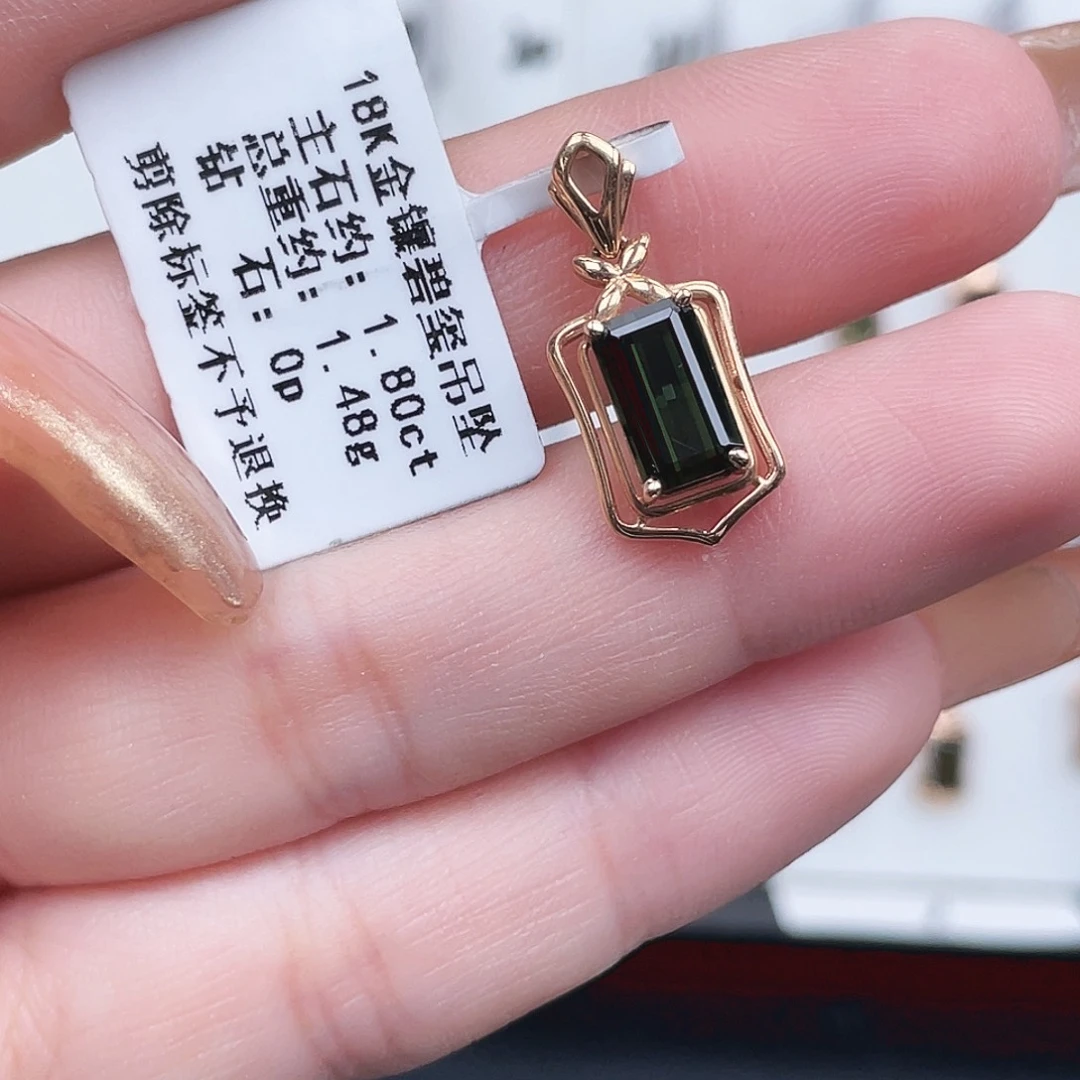 18K金镶碧玺吊坠
主石约: 1.80ct
总重约: 1.48g
钻 石: 0p
剪除标签不予退换